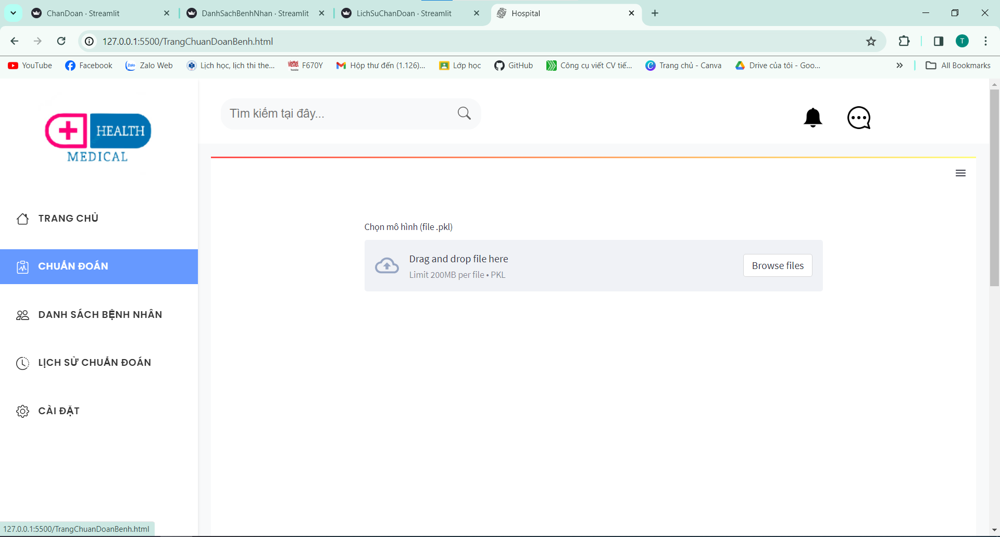 ChanDoan · Streamlit
DanhSachBenhNhan · Streamlit
LichSuChanDoan · Streamlit
Hospital
127.0.0.1:5500/TrangChuanDoanBenh.html
T
YouTube
Facebook
Zalo
Zalo Web
Lịch học, lịch thi the...
viettel
F670Y
Hộp thư đến (1.126)...
Lớp học
GitHub
Công cụ viết CV tiế...
Trang chủ - Canva
Drive của tôi - Goo...
All Bookmarks
HEALTH
MEDICAL
Tìm kiếm tại đây...
TRANG CHỦ
CHUẨN ĐOÁN
DANH SÁCH BỆNH NHÂN
LỊCH SỬ CHUẨN ĐOÁN
CÀI ĐẶT
Chọn mô hình (file .pkl)
Drag and drop file here
Limit 200MB per file • PKL
Browse files
127.0.0.1:5500/TrangChuanDoanBenh.html